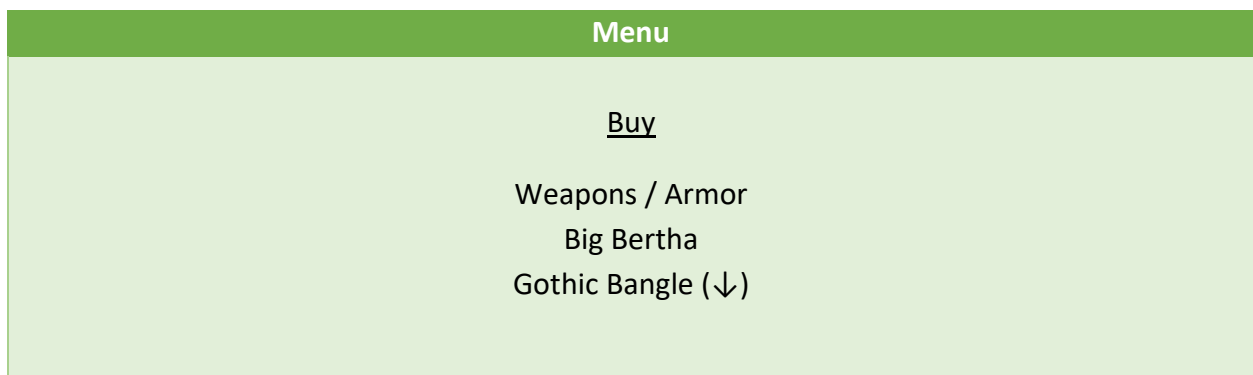 Menu
Buy
Weapons / Armor
Big Bertha
Gothic Bangle (↓)